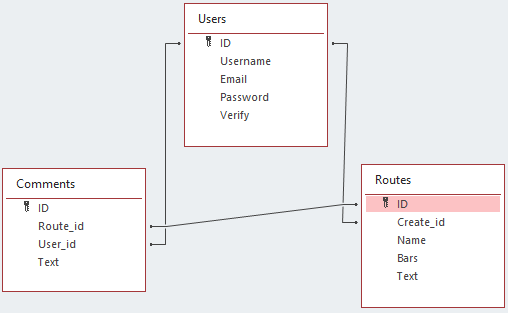 Users
ID
Username
Email
Password
Verify
Comments
ID
Route_id
User_id
Text
Routes
ID
Create_id
Name
Bars
Text